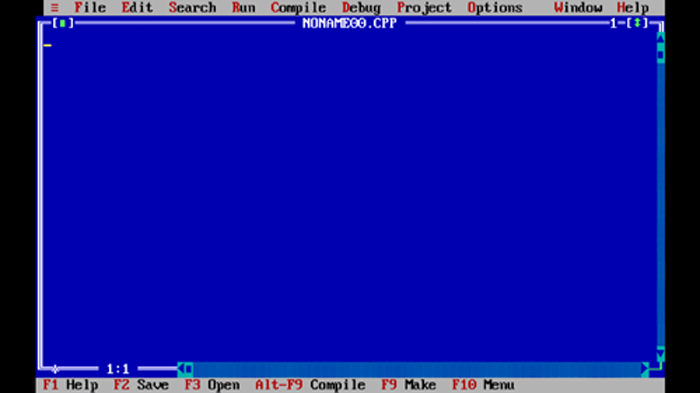 ≡ File Edit Search Run Compile Debug Project Options Window Help
[■] NONAME00.CPP 1=[↕]
1:1
F1 Help F2 Save F3 Open Alt-F9 Compile F9 Make F10 Menu